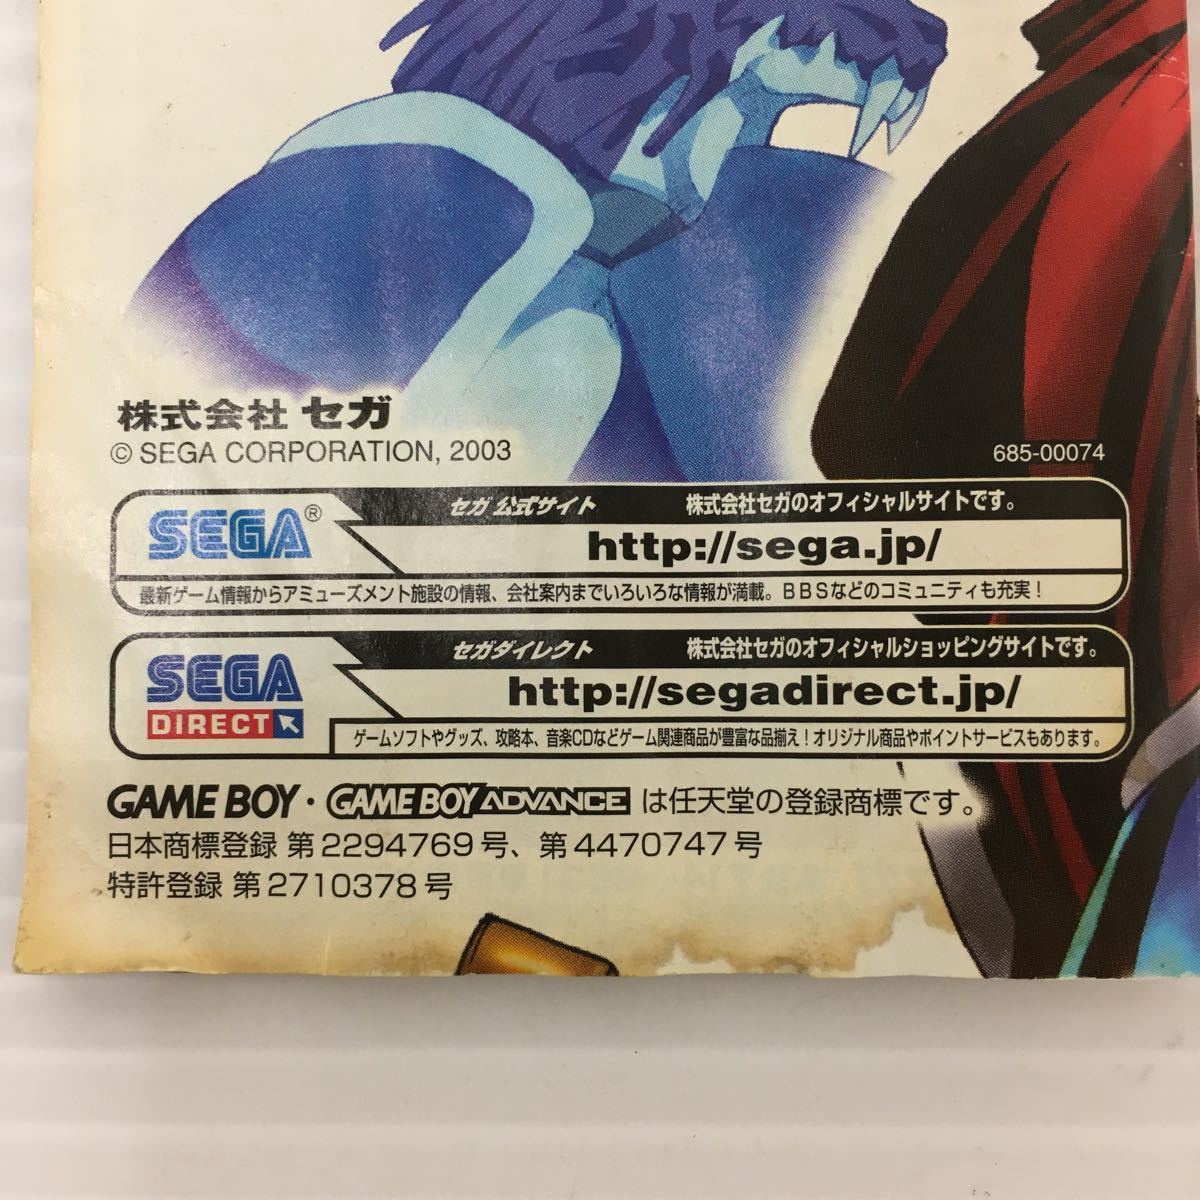 株式会社 セガ
© SEGA CORPORATION, 2003
685-00074
SEGA®
セガ 公式サイト
株式会社セガのオフィシャルサイトです。
http://sega.jp/
最新ゲーム情報からアミューズメント施設の情報、会社案内までいろいろな情報が満載。BBSなどのコミュニティも充実!
SEGA
DIRECT
セガダイレクト
株式会社セガのオフィシャルショッピングサイトです。
http://segadirect.jp/
ゲームソフトやグッズ、攻略本、音楽CDなどゲーム関連商品が豊富な品揃え!オリジナル商品やポイントサービスもあります。
GAME BOY・GAME BOY ADVANCE は任天堂の登録商標です。
日本商標登録 第2294769号、第4470747号
特許登録 第2710378号